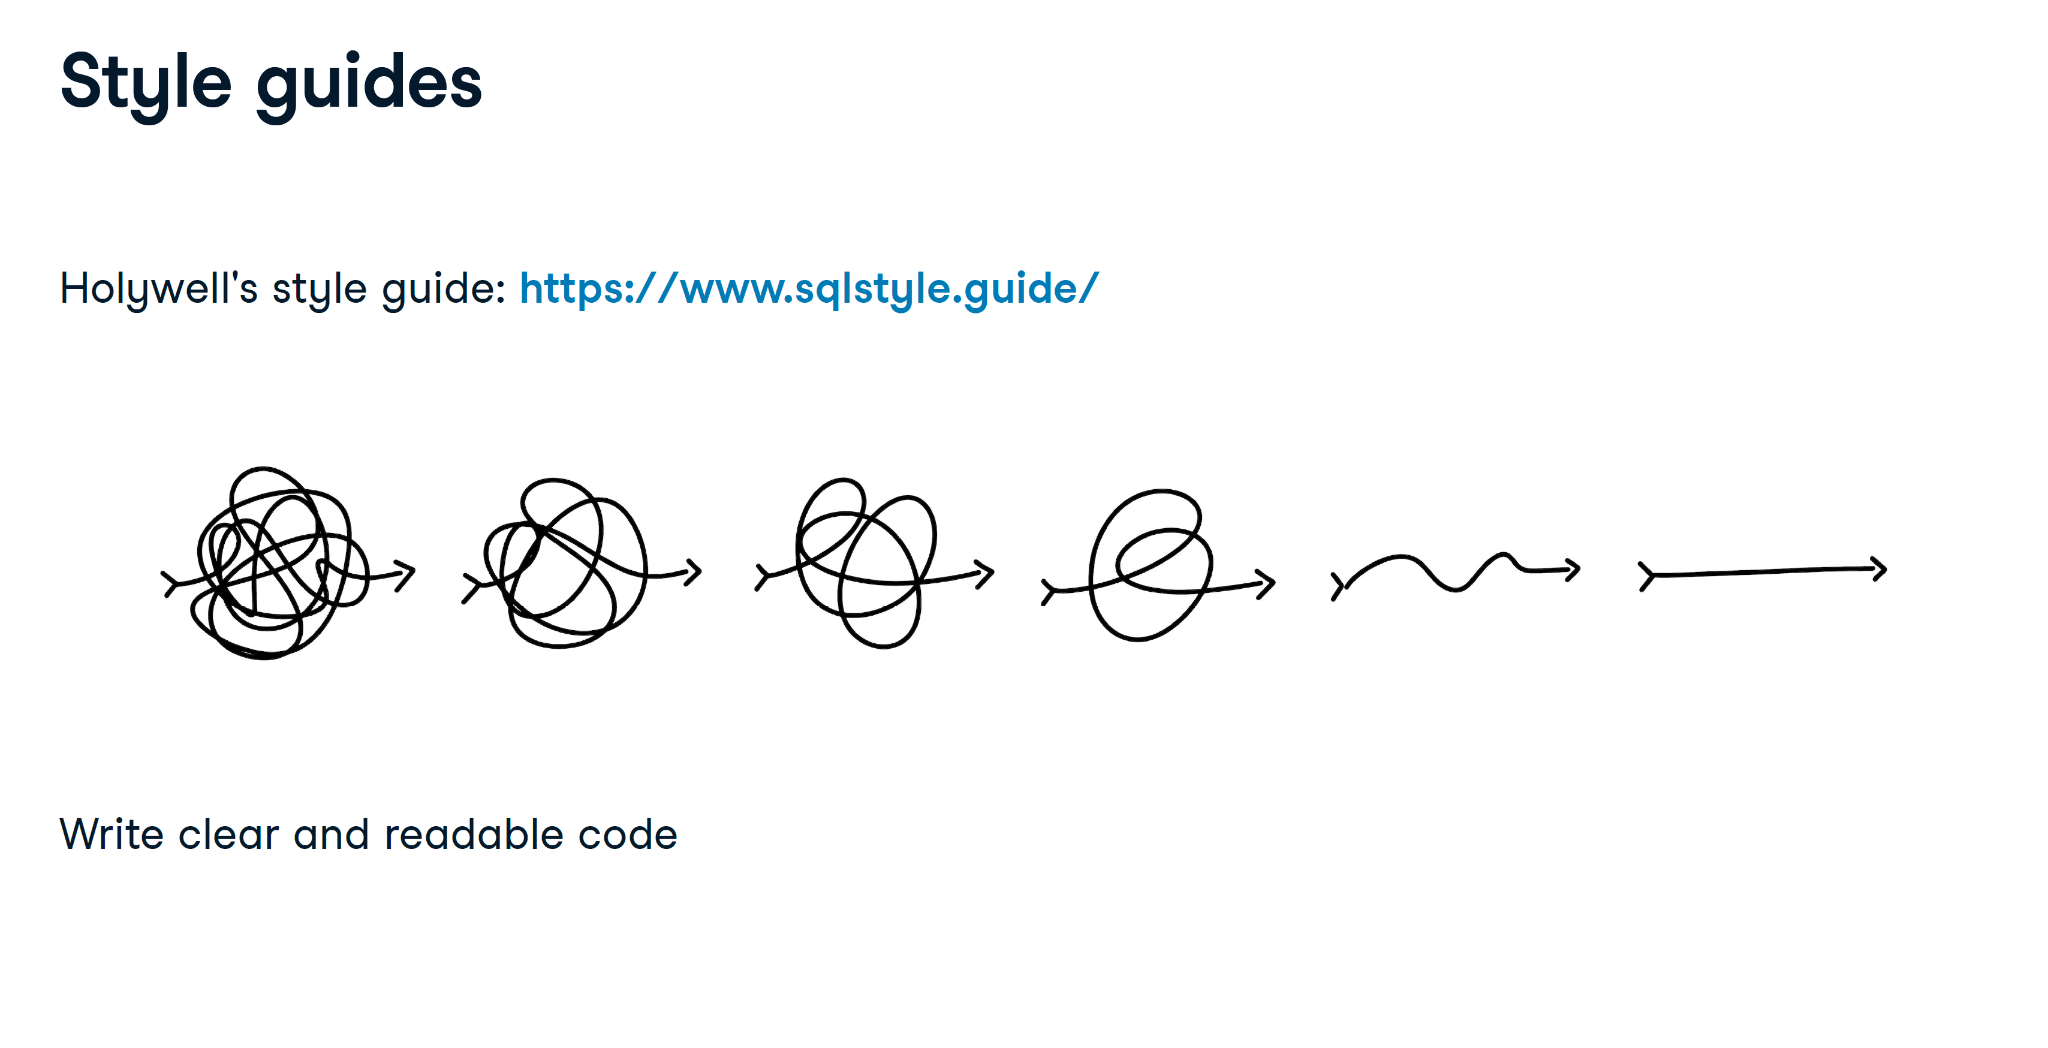 Style guides
Holywell's style guide: https://www.sqlstyle.guide/
Write clear and readable code